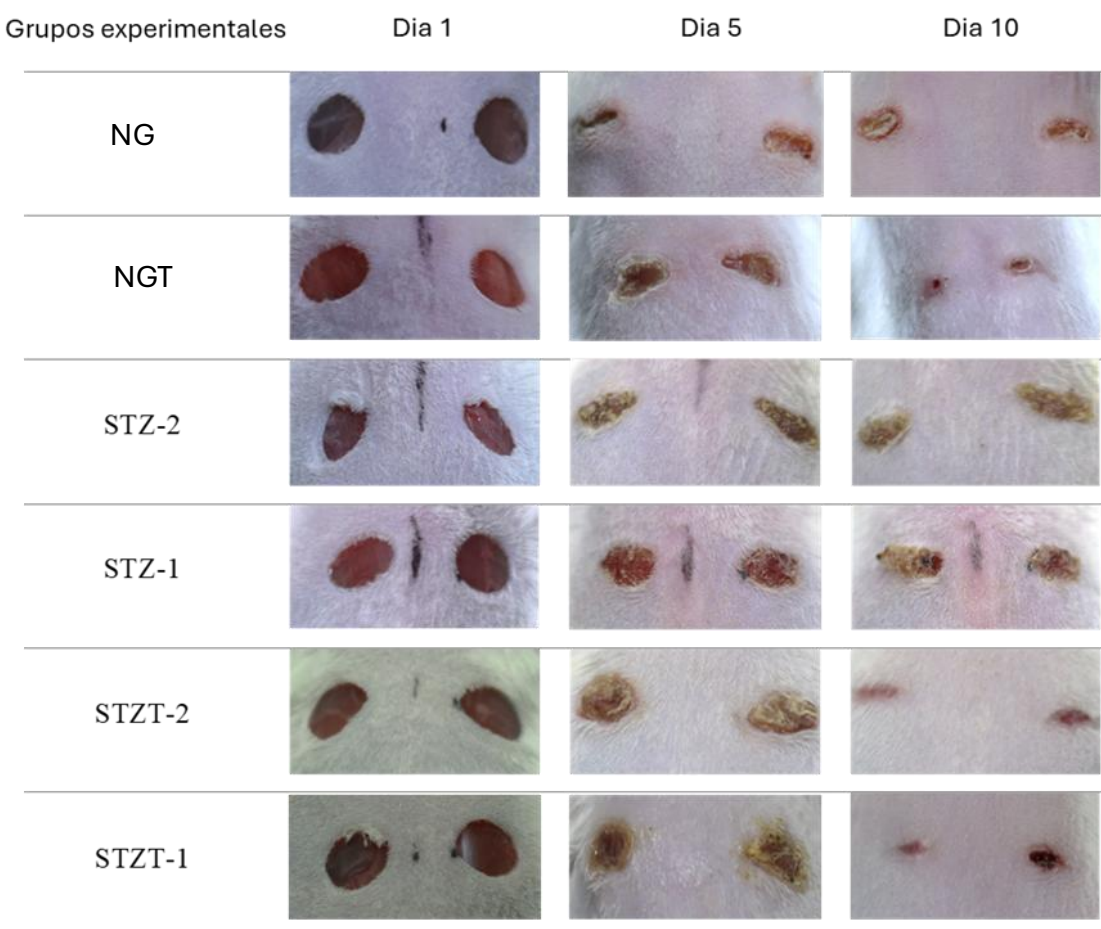 Grupos experimentales Dia 1 Dia 5 Dia 10
NG
NGT
STZ-2
STZ-1
STZT-2
STZT-1